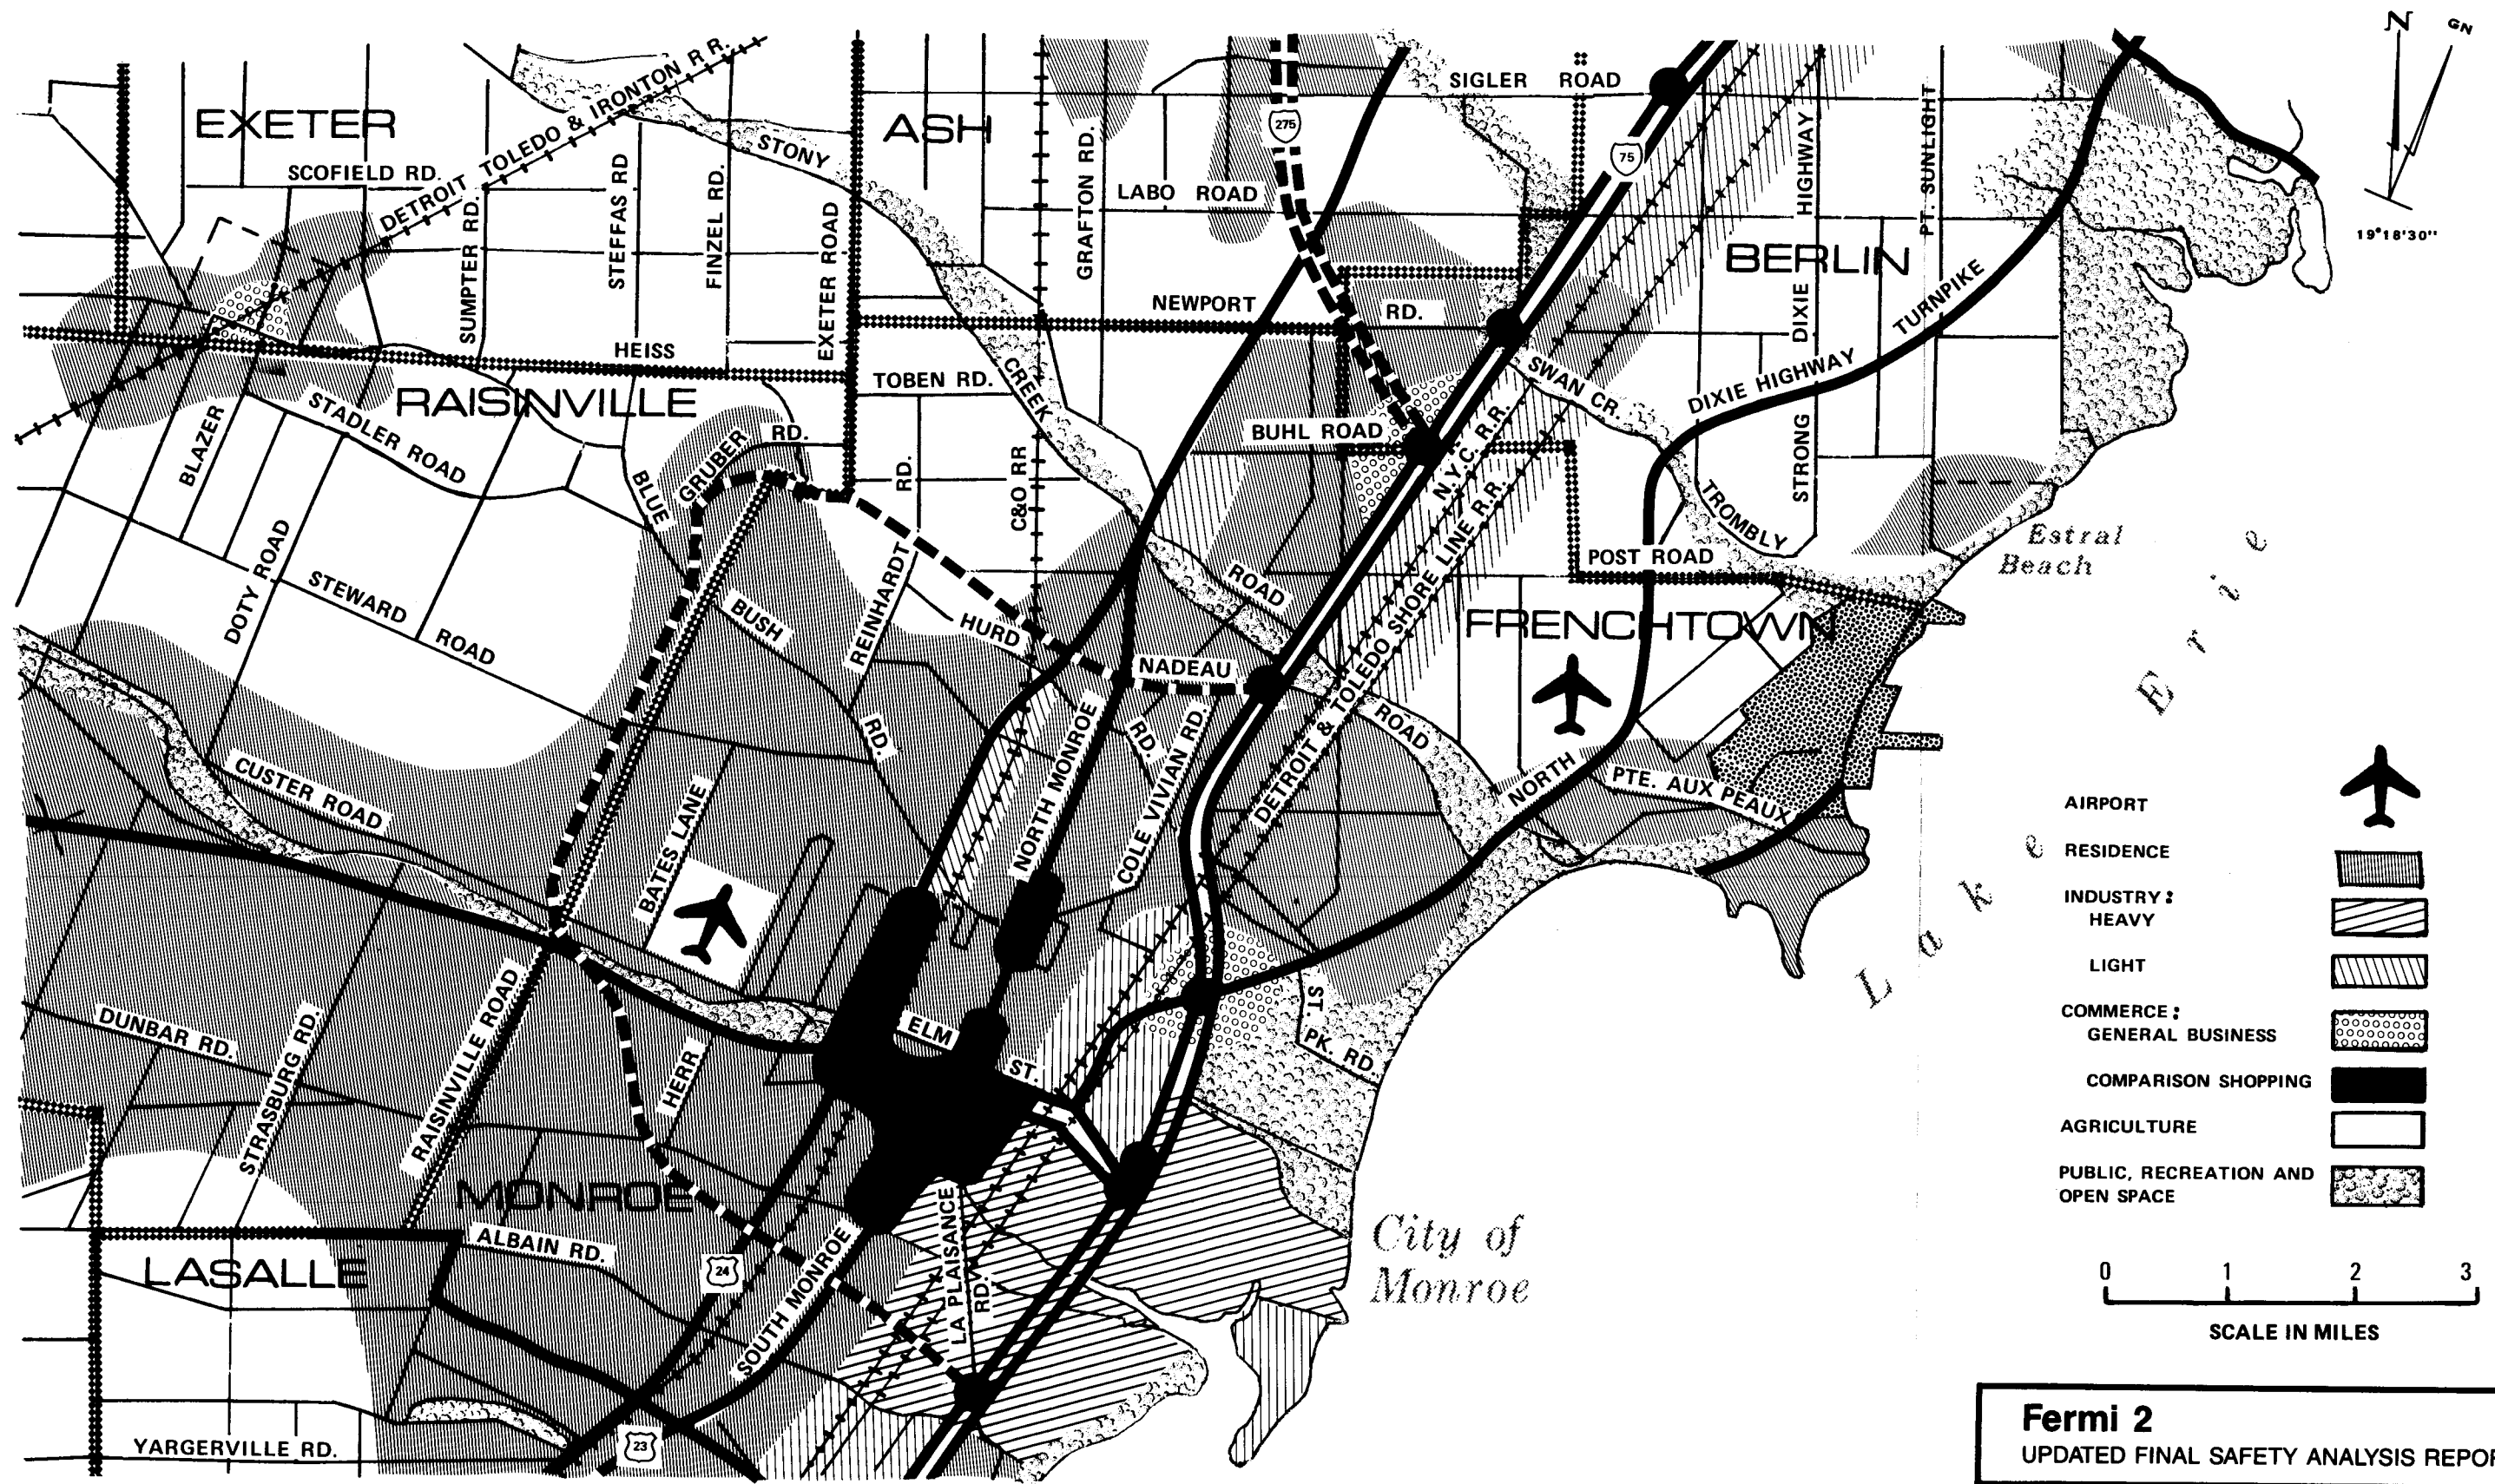 N
GN
19°18'30"
SIGLER ROAD
EXETER
ASH
DETROIT TOLEDO & IRONTON R.R.
275
75
STONY
SCOFIELD RD.
GRAFTON RD.
LABO ROAD
HIGHWAY
PT. SUNLIGHT
SUMPTER RD.
STEFFAS RD
FINZEL RD.
EXETER ROAD
BERLIN
NEWPORT
RD.
DIXIE
TURNPIKE
HEISS
TOBEN RD.
CREEK
SWAN CR.
DIXIE HIGHWAY
RAISINVILLE
BLAZER
STADLER ROAD
GRUBER
RD.
BUHL ROAD
N.Y.C. R.R.
STRONG
BLUE
RD.
C&O RR
TROMBLY
Estral
Beach
DOTY ROAD
STEWARD
ROAD
BUSH
RD.
REINHARDT
HURD
ROAD
POST ROAD
FRENCHTOWN
NADEAU
DETROIT & TOLEDO SHORE LINE R.R.
ROAD
Lake Erie
CUSTER ROAD
BATES LANE
NORTH MONROE
RD.
COLE VIVIAN RD.
NORTH
PTE. AUX PEAUX
AIRPORT
RESIDENCE
INDUSTRY:
HEAVY
LIGHT
COMMERCE:
GENERAL BUSINESS
COMPARISON SHOPPING
AGRICULTURE
PUBLIC, RECREATION AND
OPEN SPACE
DUNBAR RD.
STRASBURG RD.
RAISINVILLE ROAD
HERR
ELM
ST.
ST.
PK. RD.
MONROE
ALBAIN RD.
LASALLE
24
SOUTH MONROE
LA PLAISANCE
RD.
City of
Monroe
0 1 2 3
SCALE IN MILES
YARGERVILLE RD.
23
Fermi 2
UPDATED FINAL SAFETY ANALYSIS REPOR